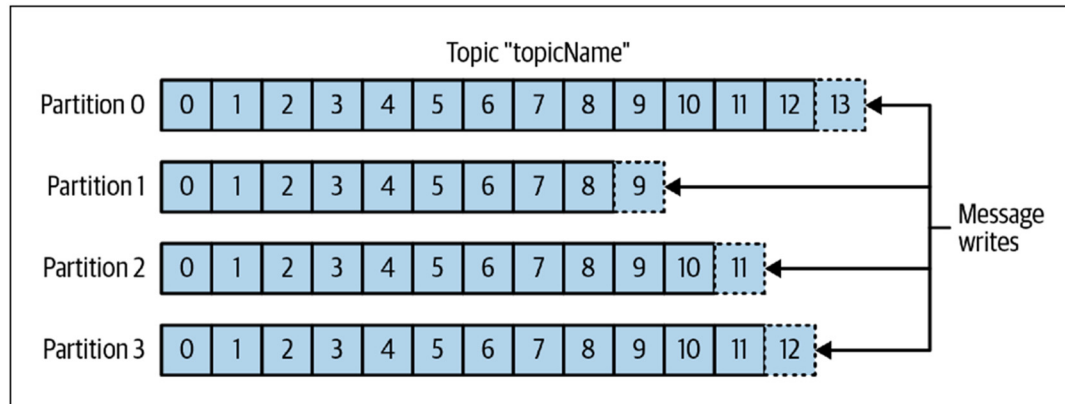 Topic "topicName"
Partition 0 0 1 2 3 4 5 6 7 8 9 10 11 12 13
Partition 1 0 1 2 3 4 5 6 7 8 9
Message
writes
Partition 2 0 1 2 3 4 5 6 7 8 9 10 11
Partition 3 0 1 2 3 4 5 6 7 8 9 10 11 12